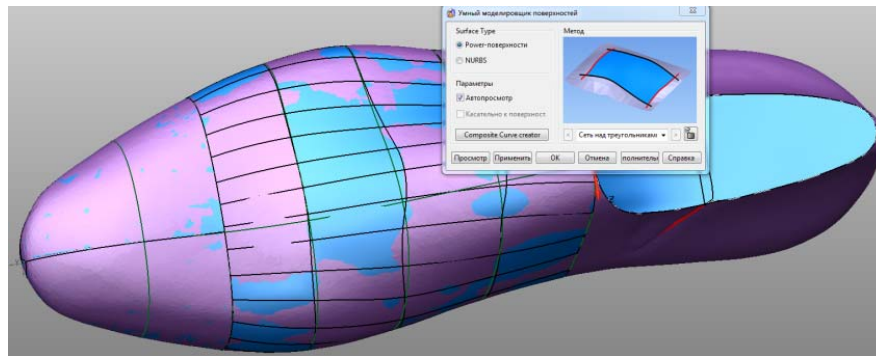 Умный моделировщик поверхностей
Surface Type
Power-поверхности
NURBS
Параметры
Автопросмотр
Касательно к поверхност
Composite Curve creator
Метод
Сеть над треугольниками
Просмотр Применить OK Отмена полнитель Справка
Z